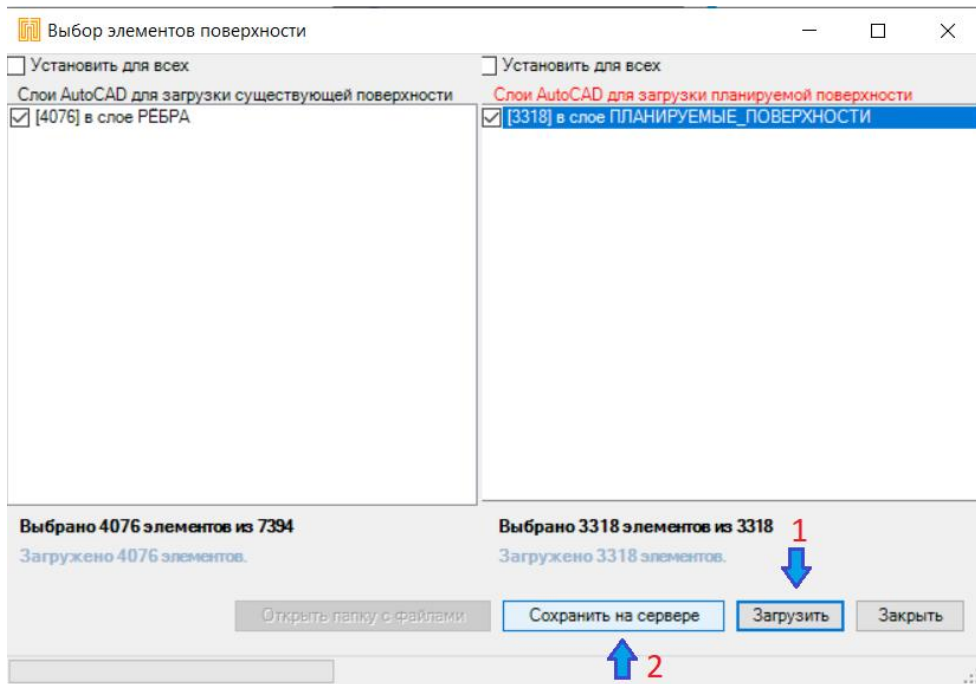 Выбор элементов поверхности
Установить для всех
Слои AutoCAD для загрузки существующей поверхности
[4076] в слое РЁБРА
Установить для всех
Слои AutoCAD для загрузки планируемой поверхности
[3318] в слое ПЛАНИРУЕМЫЕ_ПОВЕРХНОСТИ
Выбрано 4076 элементов из 7394
Загружено 4076 элементов.
Выбрано 3318 элементов из 3318
Загружено 3318 элементов.
1
Открыть папку с файлами
Сохранить на сервере
Загрузить
Закрыть
2